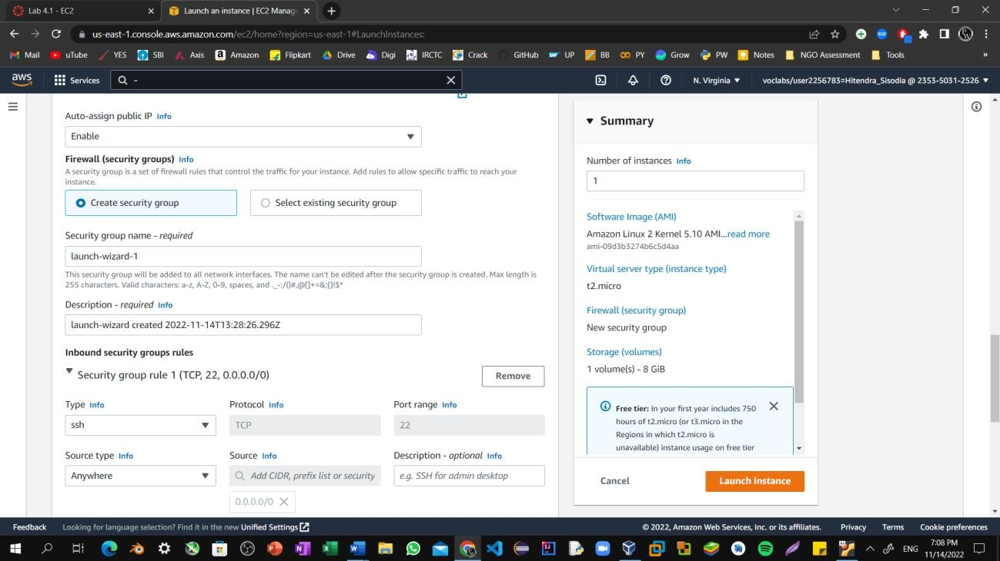 Lab 4.1 - EC2
Launch an instance | EC2 Manage
us-east-1.console.aws.amazon.com/ec2/home?region=us-east-1#LaunchInstances:
Mail uTube YES SBI Axis Amazon Flipkart Drive Digi IRCTC Crack GitHub UP BB PY Grow PW Notes NGO Assessment Tools »
aws Services - N. Virginia voclabs/user2256783=Hitendra_Sisodia @ 2353-5031-2526
Auto-assign public IP Info
Enable
Firewall (security groups) Info
A security group is a set of firewall rules that control the traffic for your instance. Add rules to allow specific traffic to reach your
instance.
Create security group
Select existing security group
Security group name - required
launch-wizard-1
This security group will be added to all network interfaces. The name can't be edited after the security group is created. Max length is
255 characters. Valid characters: a-z, A-Z, 0-9, spaces, and ._-:/()#,@[]+=&;{}!$*
Description - required Info
launch-wizard created 2022-11-14T13:28:26.296Z
Inbound security groups rules
Security group rule 1 (TCP, 22, 0.0.0.0/0)
Remove
Type Info
Protocol Info
Port range Info
ssh
TCP
22
Source type Info
Source Info
Description - optional Info
Anywhere
Add CIDR, prefix list or security
e.g. SSH for admin desktop
0.0.0.0/0
Summary
Number of instances Info
1
Software Image (AMI)
Amazon Linux 2 Kernel 5.10 AMI...read more
ami-09d3b3274b6c5d4aa
Virtual server type (instance type)
t2.micro
Firewall (security group)
New security group
Storage (volumes)
1 volume(s) - 8 GiB
Free tier: In your first year includes 750
hours of t2.micro (or t3.micro in the
Regions in which t2.micro is
unavailable) instance usage on free tier
Cancel
Launch instance
Feedback Looking for language selection? Find it in the new Unified Settings © 2022, Amazon Web Services, Inc. or its affiliates. Privacy Terms Cookie preferences
ENG
7:08 PM
11/14/2022